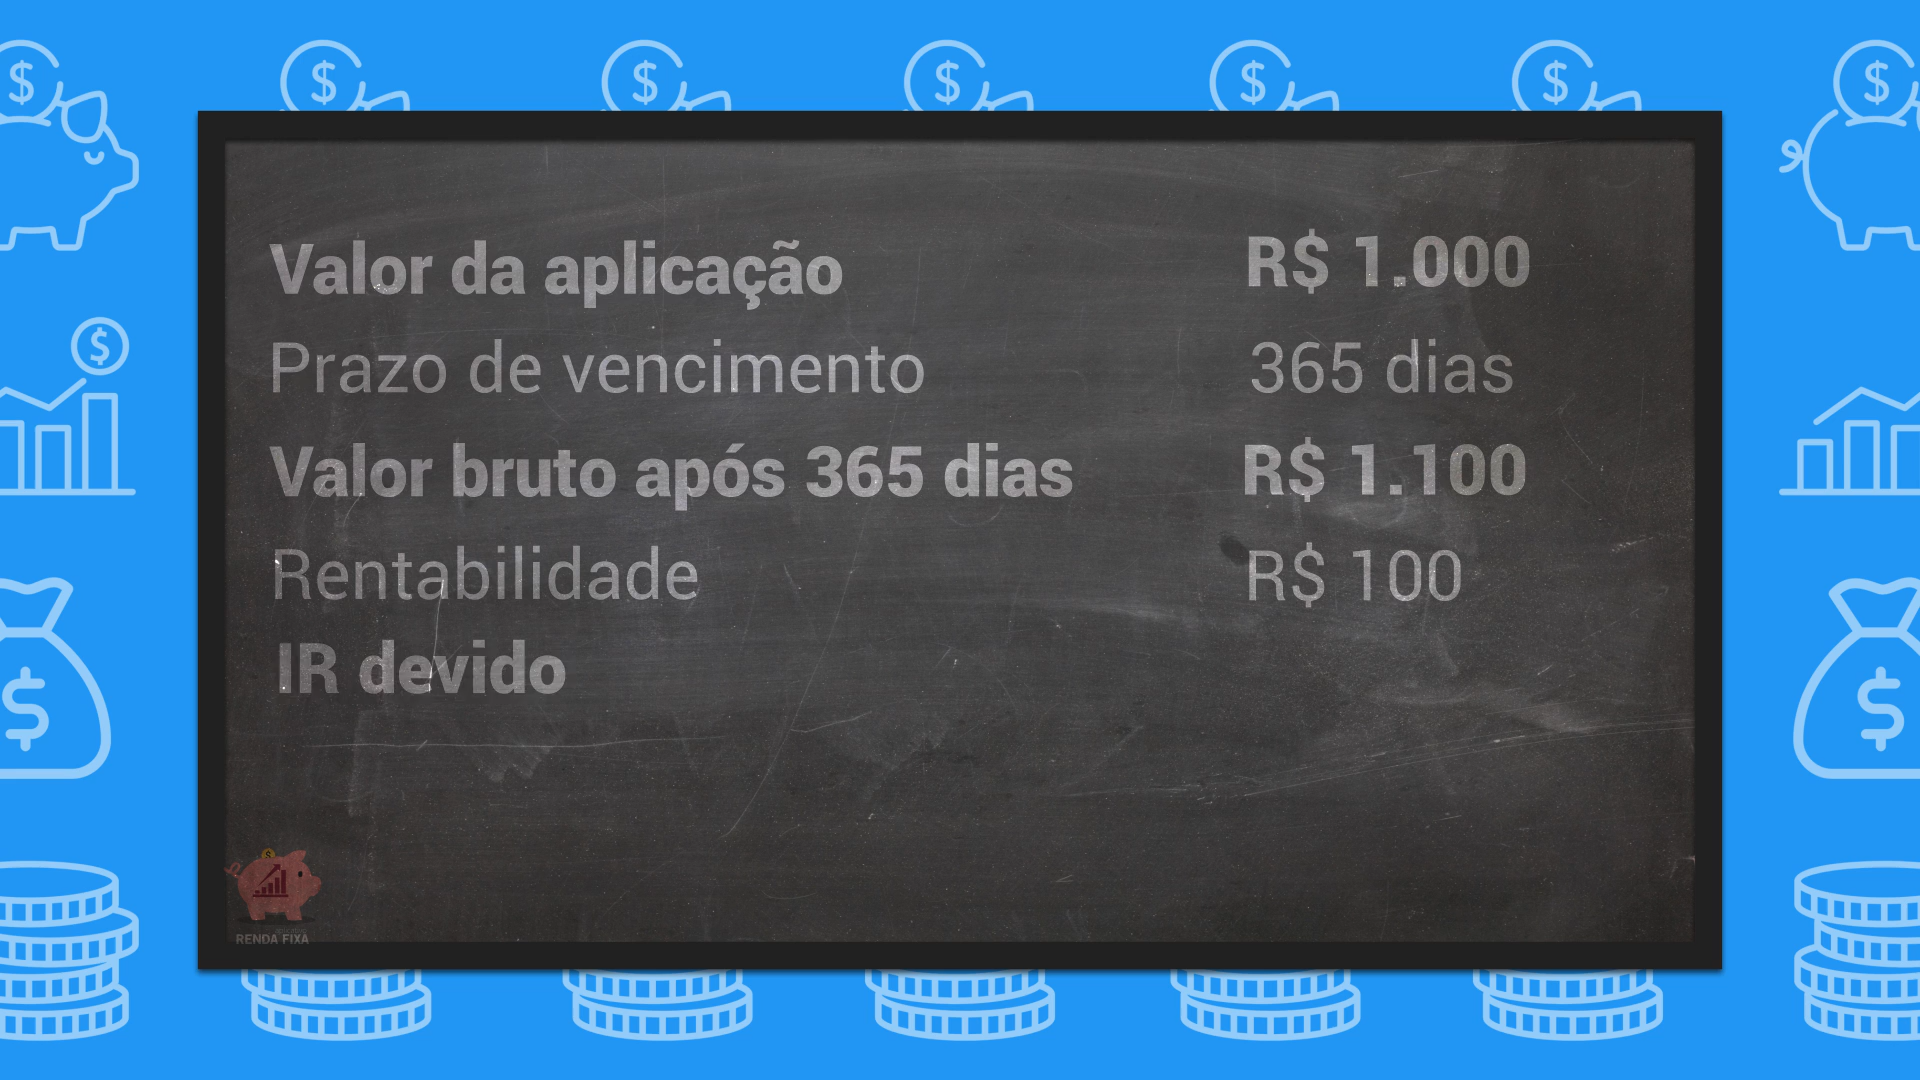 Valor da aplicação R$ 1.000
Prazo de vencimento 365 dias
Valor bruto após 365 dias R$ 1.100
Rentabilidade R$ 100
IR devido
RENDA FIXA